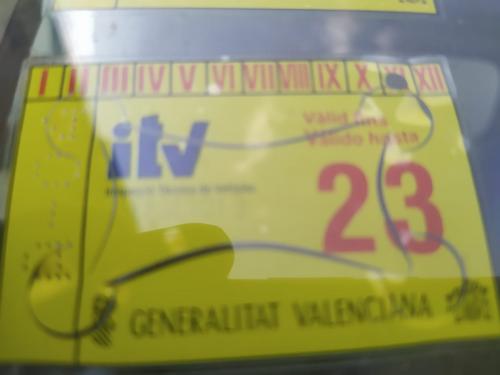 I II III IV V VI VII VIII IX X XI XII
itv
Vàlid fins
Válido hasta
23
GENERALITAT VALENCIANA